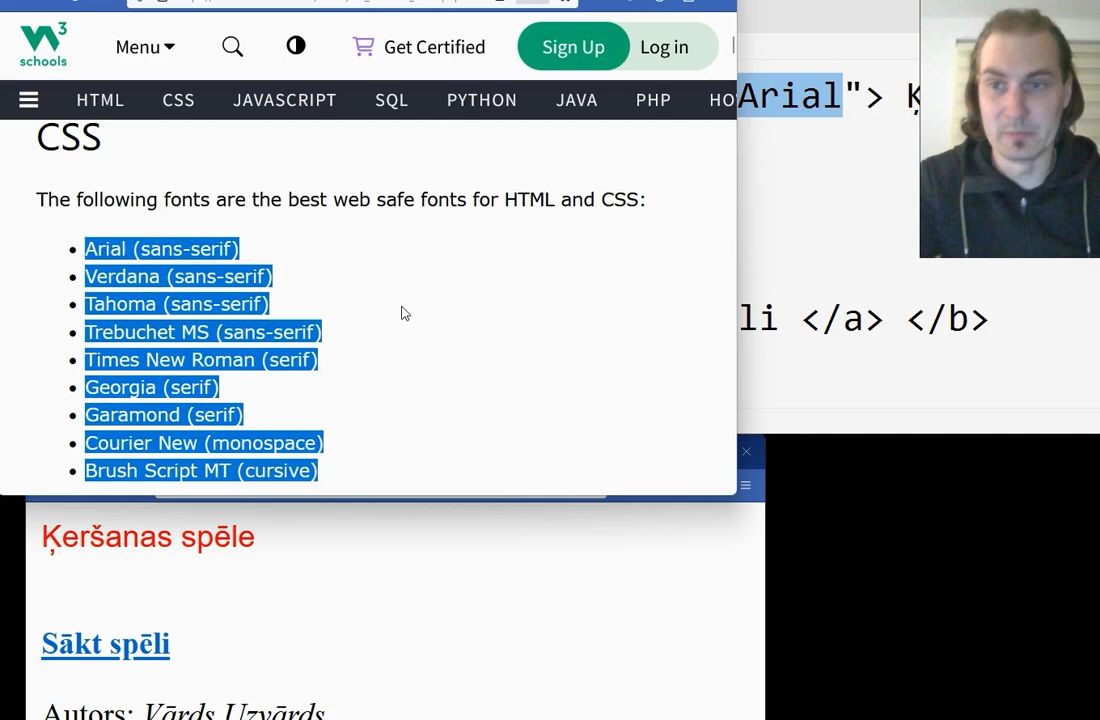 W3 schools Menu Get Certified Sign Up Log in
HTML CSS JAVASCRIPT SQL PYTHON JAVA PHP HO
CSS
The following fonts are the best web safe fonts for HTML and CSS:
• Arial (sans-serif)
• Verdana (sans-serif)
• Tahoma (sans-serif)
• Trebuchet MS (sans-serif)
• Times New Roman (serif)
• Georgia (serif)
• Garamond (serif)
• Courier New (monospace)
• Brush Script MT (cursive)
Arial"> Ķ
li </a> </b>
Ķeršanas spēle
Sākt spēli
Autors: Vārds Uzvārds